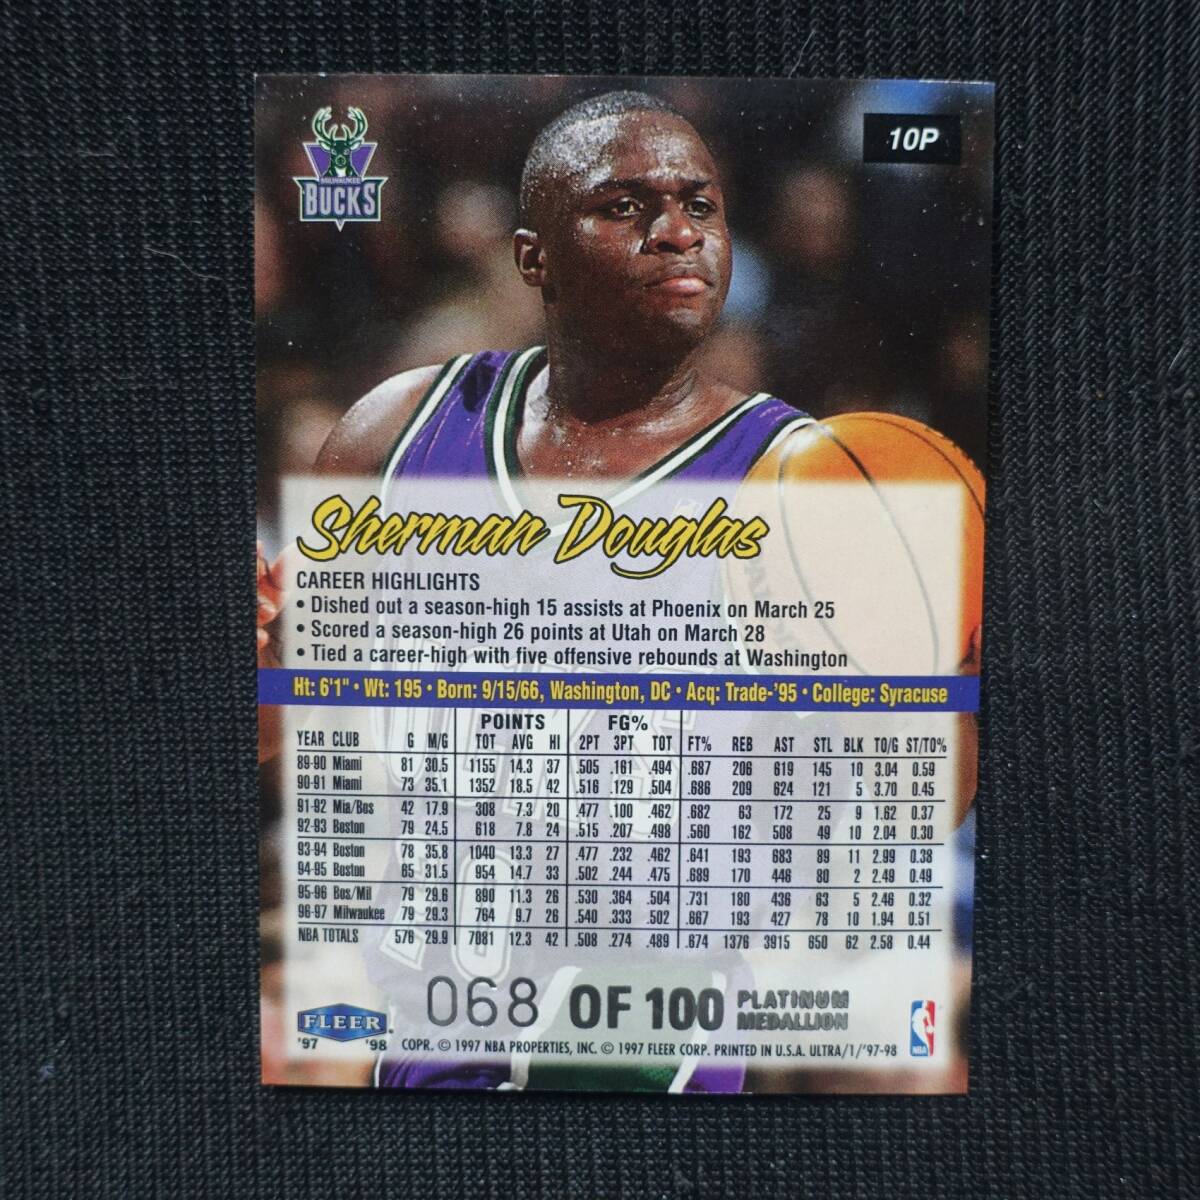 10P
MILWAUKEE
BUCKS
Sherman Douglas
CAREER HIGHLIGHTS
• Dished out a season-high 15 assists at Phoenix on March 25
• Scored a season-high 26 points at Utah on March 28
• Tied a career-high with five offensive rebounds at Washington
Ht: 6'1" • Wt: 195 • Born: 9/15/66, Washington, DC • Acq: Trade-'95 • College: Syracuse
POINTS FG%
YEAR CLUB G M/G TOT AVG HI 2PT 3PT TOT FT% REB AST STL BLK TO/G ST/TO%
89-90 Miami 81 30.5 1155 14.3 37 .505 .161 .494 .687 206 619 145 10 3.04 0.59
90-91 Miami 73 35.1 1352 18.5 42 .516 .129 .504 .686 209 624 121 5 3.70 0.45
91-92 Mia/Bos 42 17.9 308 7.3 20 .477 .100 .462 .682 63 172 25 9 1.62 0.37
92-93 Boston 79 24.5 618 7.8 24 .515 .207 .498 .560 162 508 49 10 2.04 0.30
93-94 Boston 78 35.8 1040 13.3 27 .477 .232 .462 .641 193 683 89 11 2.99 0.38
94-95 Boston 65 31.5 954 14.7 33 .502 .244 .475 .689 170 446 80 2 2.49 0.49
95-96 Bos/Mil 79 29.6 890 11.3 26 .530 .364 .504 .731 180 436 63 5 2.46 0.32
96-97 Milwaukee 79 29.3 764 9.7 26 .540 .333 .502 .667 193 427 78 10 1.94 0.51
NBA TOTALS 576 29.9 7081 12.3 42 .508 .274 .489 .674 1376 3915 650 62 2.58 0.44
068 OF 100 PLATINUM
MEDALLION
FLEER
'97 '98 COPR. © 1997 NBA PROPERTIES, INC. © 1997 FLEER CORP. PRINTED IN U.S.A. ULTRA/1/'97-98
NBA